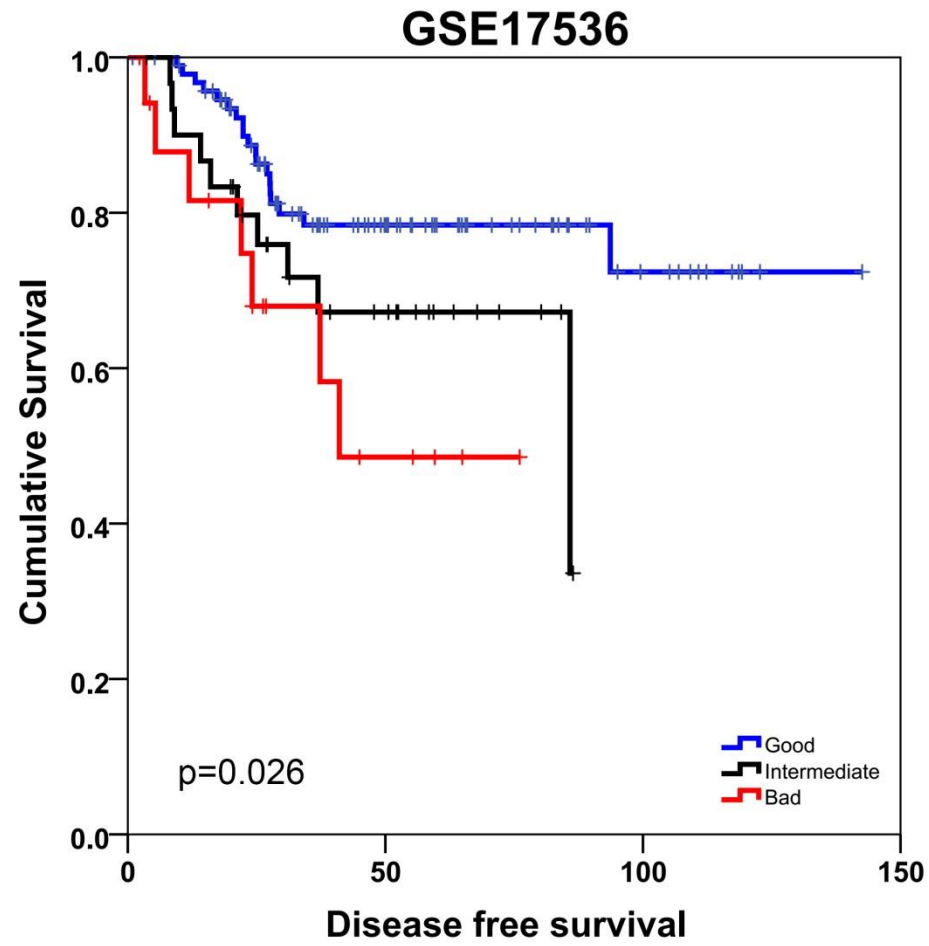 GSE17536
1.0
0.8
0.6
0.4
0.2
0.0
Cumulative Survival
p=0.026
Good
Intermediate
Bad
0 50 100 150
Disease free survival